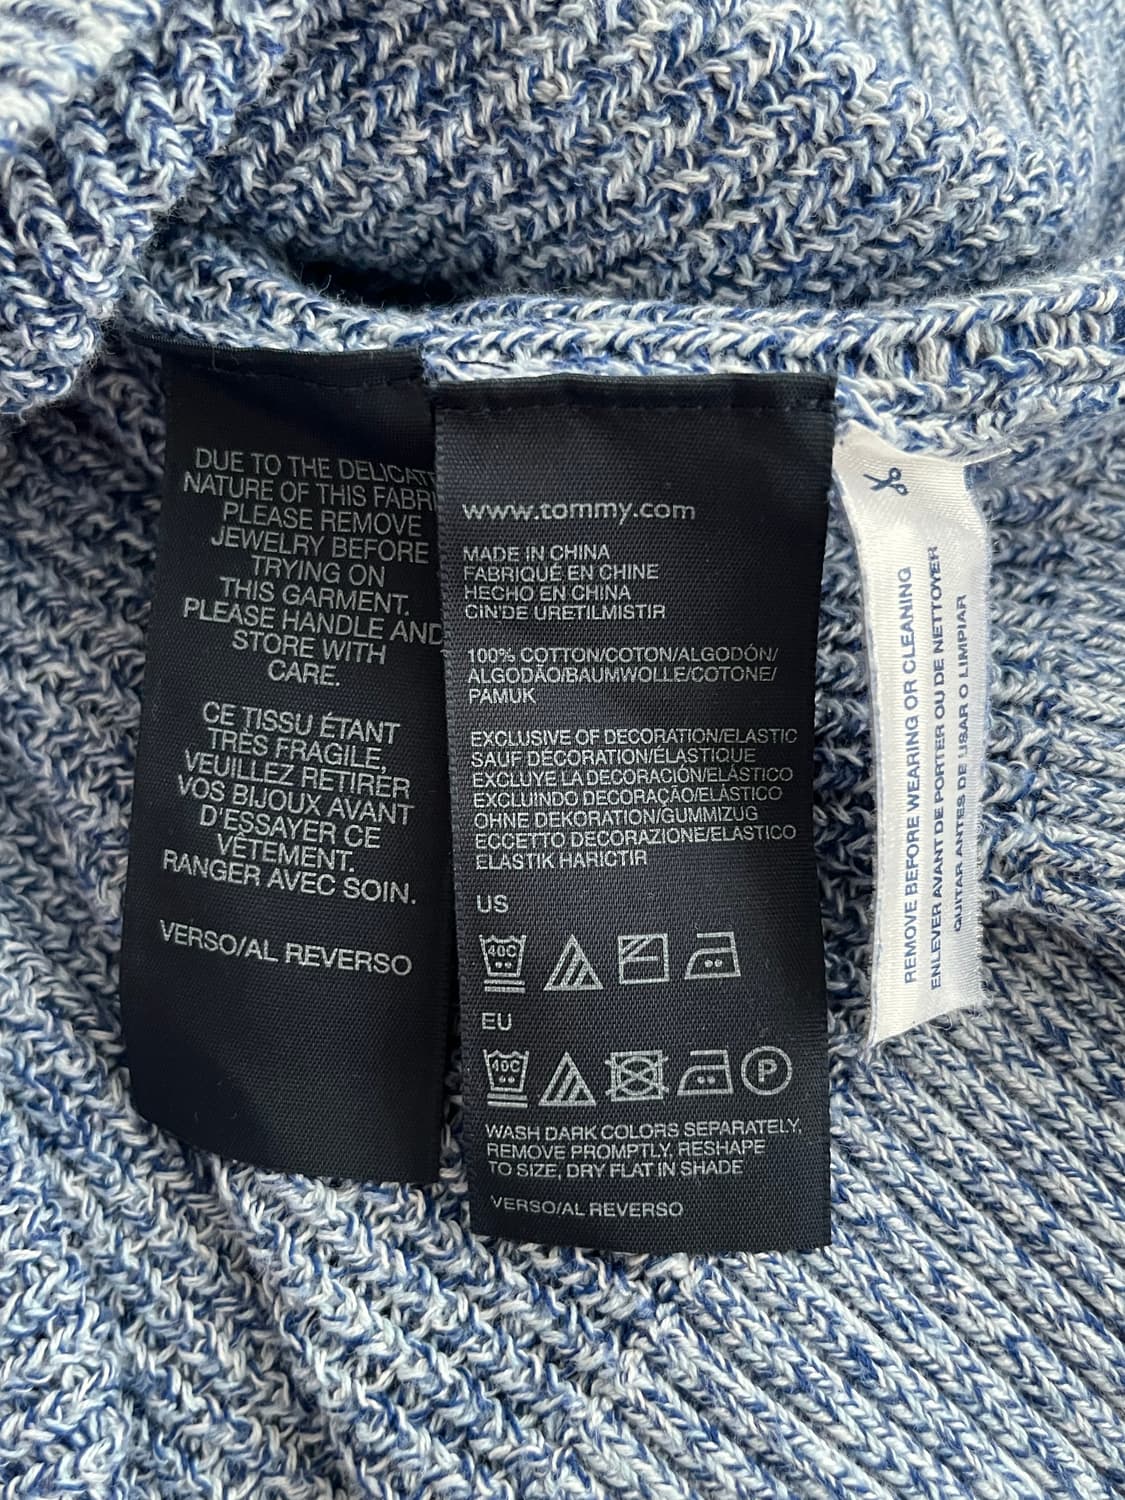 DUE TO THE DELICAT
NATURE OF THIS FABRI
PLEASE REMOVE
JEWELRY BEFORE
TRYING ON
THIS GARMENT.
PLEASE HANDLE AND
STORE WITH
CARE.
CE TISSU ÉTANT
TRÈS FRAGILE,
VEUILLEZ RETIRER
VOS BIJOUX AVANT
D'ESSAYER CE
VÊTEMENT.
RANGER AVEC SOIN.
VERSO/AL REVERSO
www.tommy.com
MADE IN CHINA
FABRIQUÉ EN CHINE
HECHO EN CHINA
CIN'DE URETILMISTIR
100% COTTON/COTON/ALGODÓN/
ALGODÃO/BAUMWOLLE/COTONE/
PAMUK
EXCLUSIVE OF DECORATION/ELASTIC
SAUF DÉCORATION/ÉLASTIQUE
EXCLUYE LA DECORACIÓN/ELÁSTICO
EXCLUINDO DECORAÇÃO/ELÁSTICO
OHNE DEKORATION/GUMMIZUG
ECCETTO DECORAZIONE/ELASTICO
ELASTIK HARICTIR
US
40C
EU
40C P
WASH DARK COLORS SEPARATELY,
REMOVE PROMPTLY, RESHAPE
TO SIZE, DRY FLAT IN SHADE
VERSO/AL REVERSO
REMOVE BEFORE WEARING OR CLEANING
ENLEVER AVANT DE PORTER OU DE NETTOYER
QUITAR ANTES DE USAR O LIMPIAR